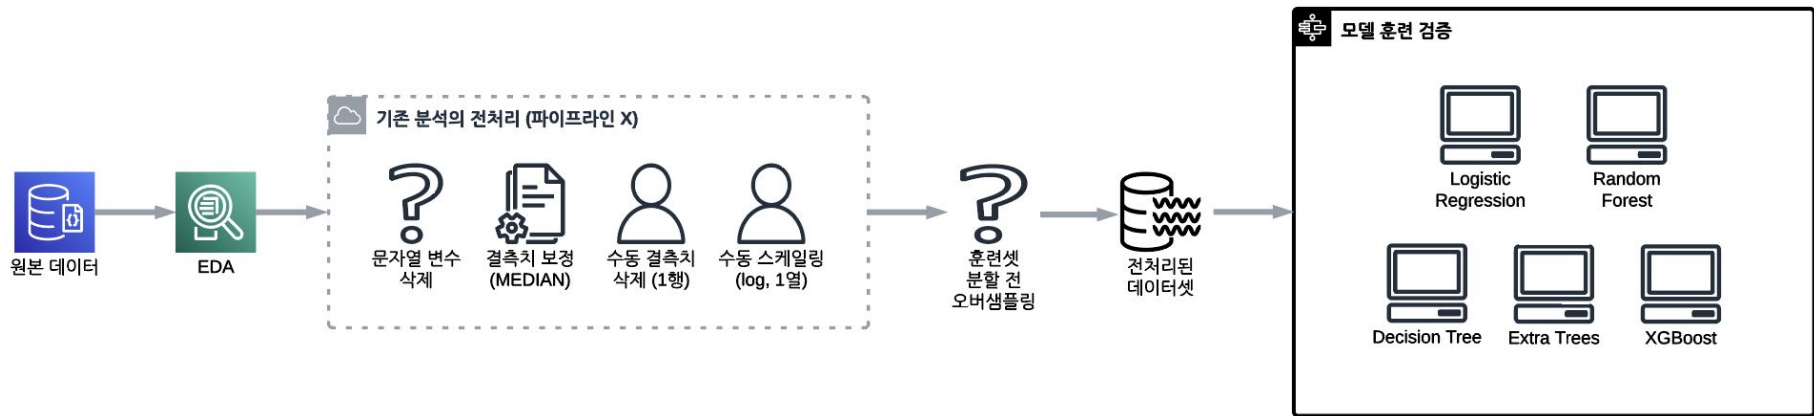 모델 훈련 검증
기존 분석의 전처리 (파이프라인 X)
원본 데이터
EDA
문자열 변수
삭제
결측치 보정
(MEDIAN)
수동 결측치
삭제 (1행)
수동 스케일링
(log, 1열)
훈련셋
분할 전
오버샘플링
전처리된
데이터셋
Logistic
Regression
Random
Forest
Decision Tree
Extra Trees
XGBoost